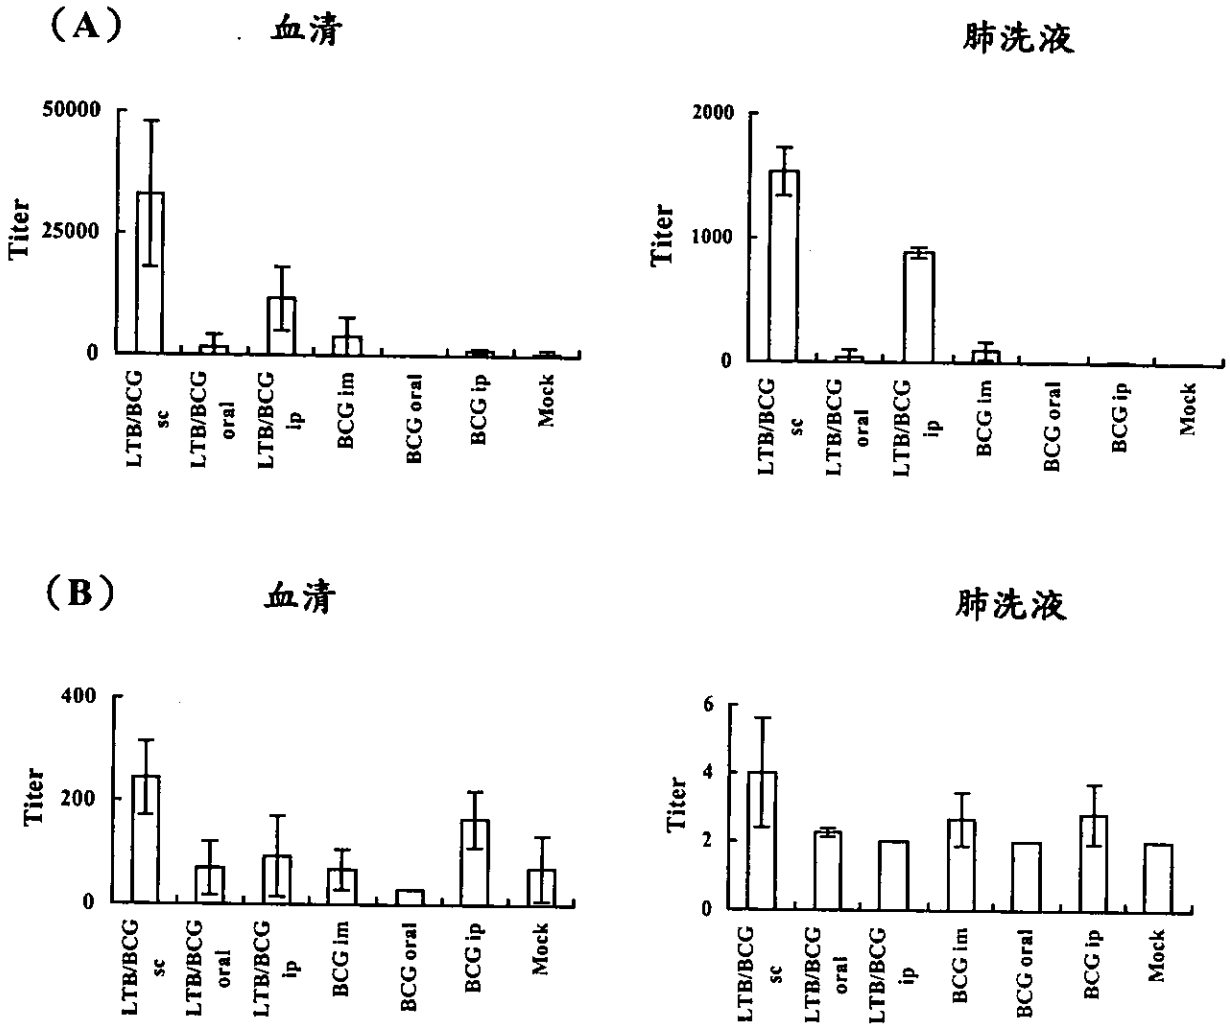 (A)
血清
肺洗液
Titer
50000
25000
0
LTB/BCG
sc
LTB/BCG
oral
LTB/BCG
ip
BCG im
BCG oral
BCG ip
Mock
Titer
2000
1000
0
LTB/BCG
sc
LTB/BCG
oral
LTB/BCG
ip
BCG im
BCG oral
BCG ip
Mock
(B)
血清
肺洗液
Titer
400
200
0
LTB/BCG
sc
LTB/BCG
oral
LTB/BCG
ip
BCG im
BCG oral
BCG ip
Mock
Titer
6
4
2
0
LTB/BCG
sc
LTB/BCG
oral
LTB/BCG
ip
BCG im
BCG oral
BCG ip
Mock